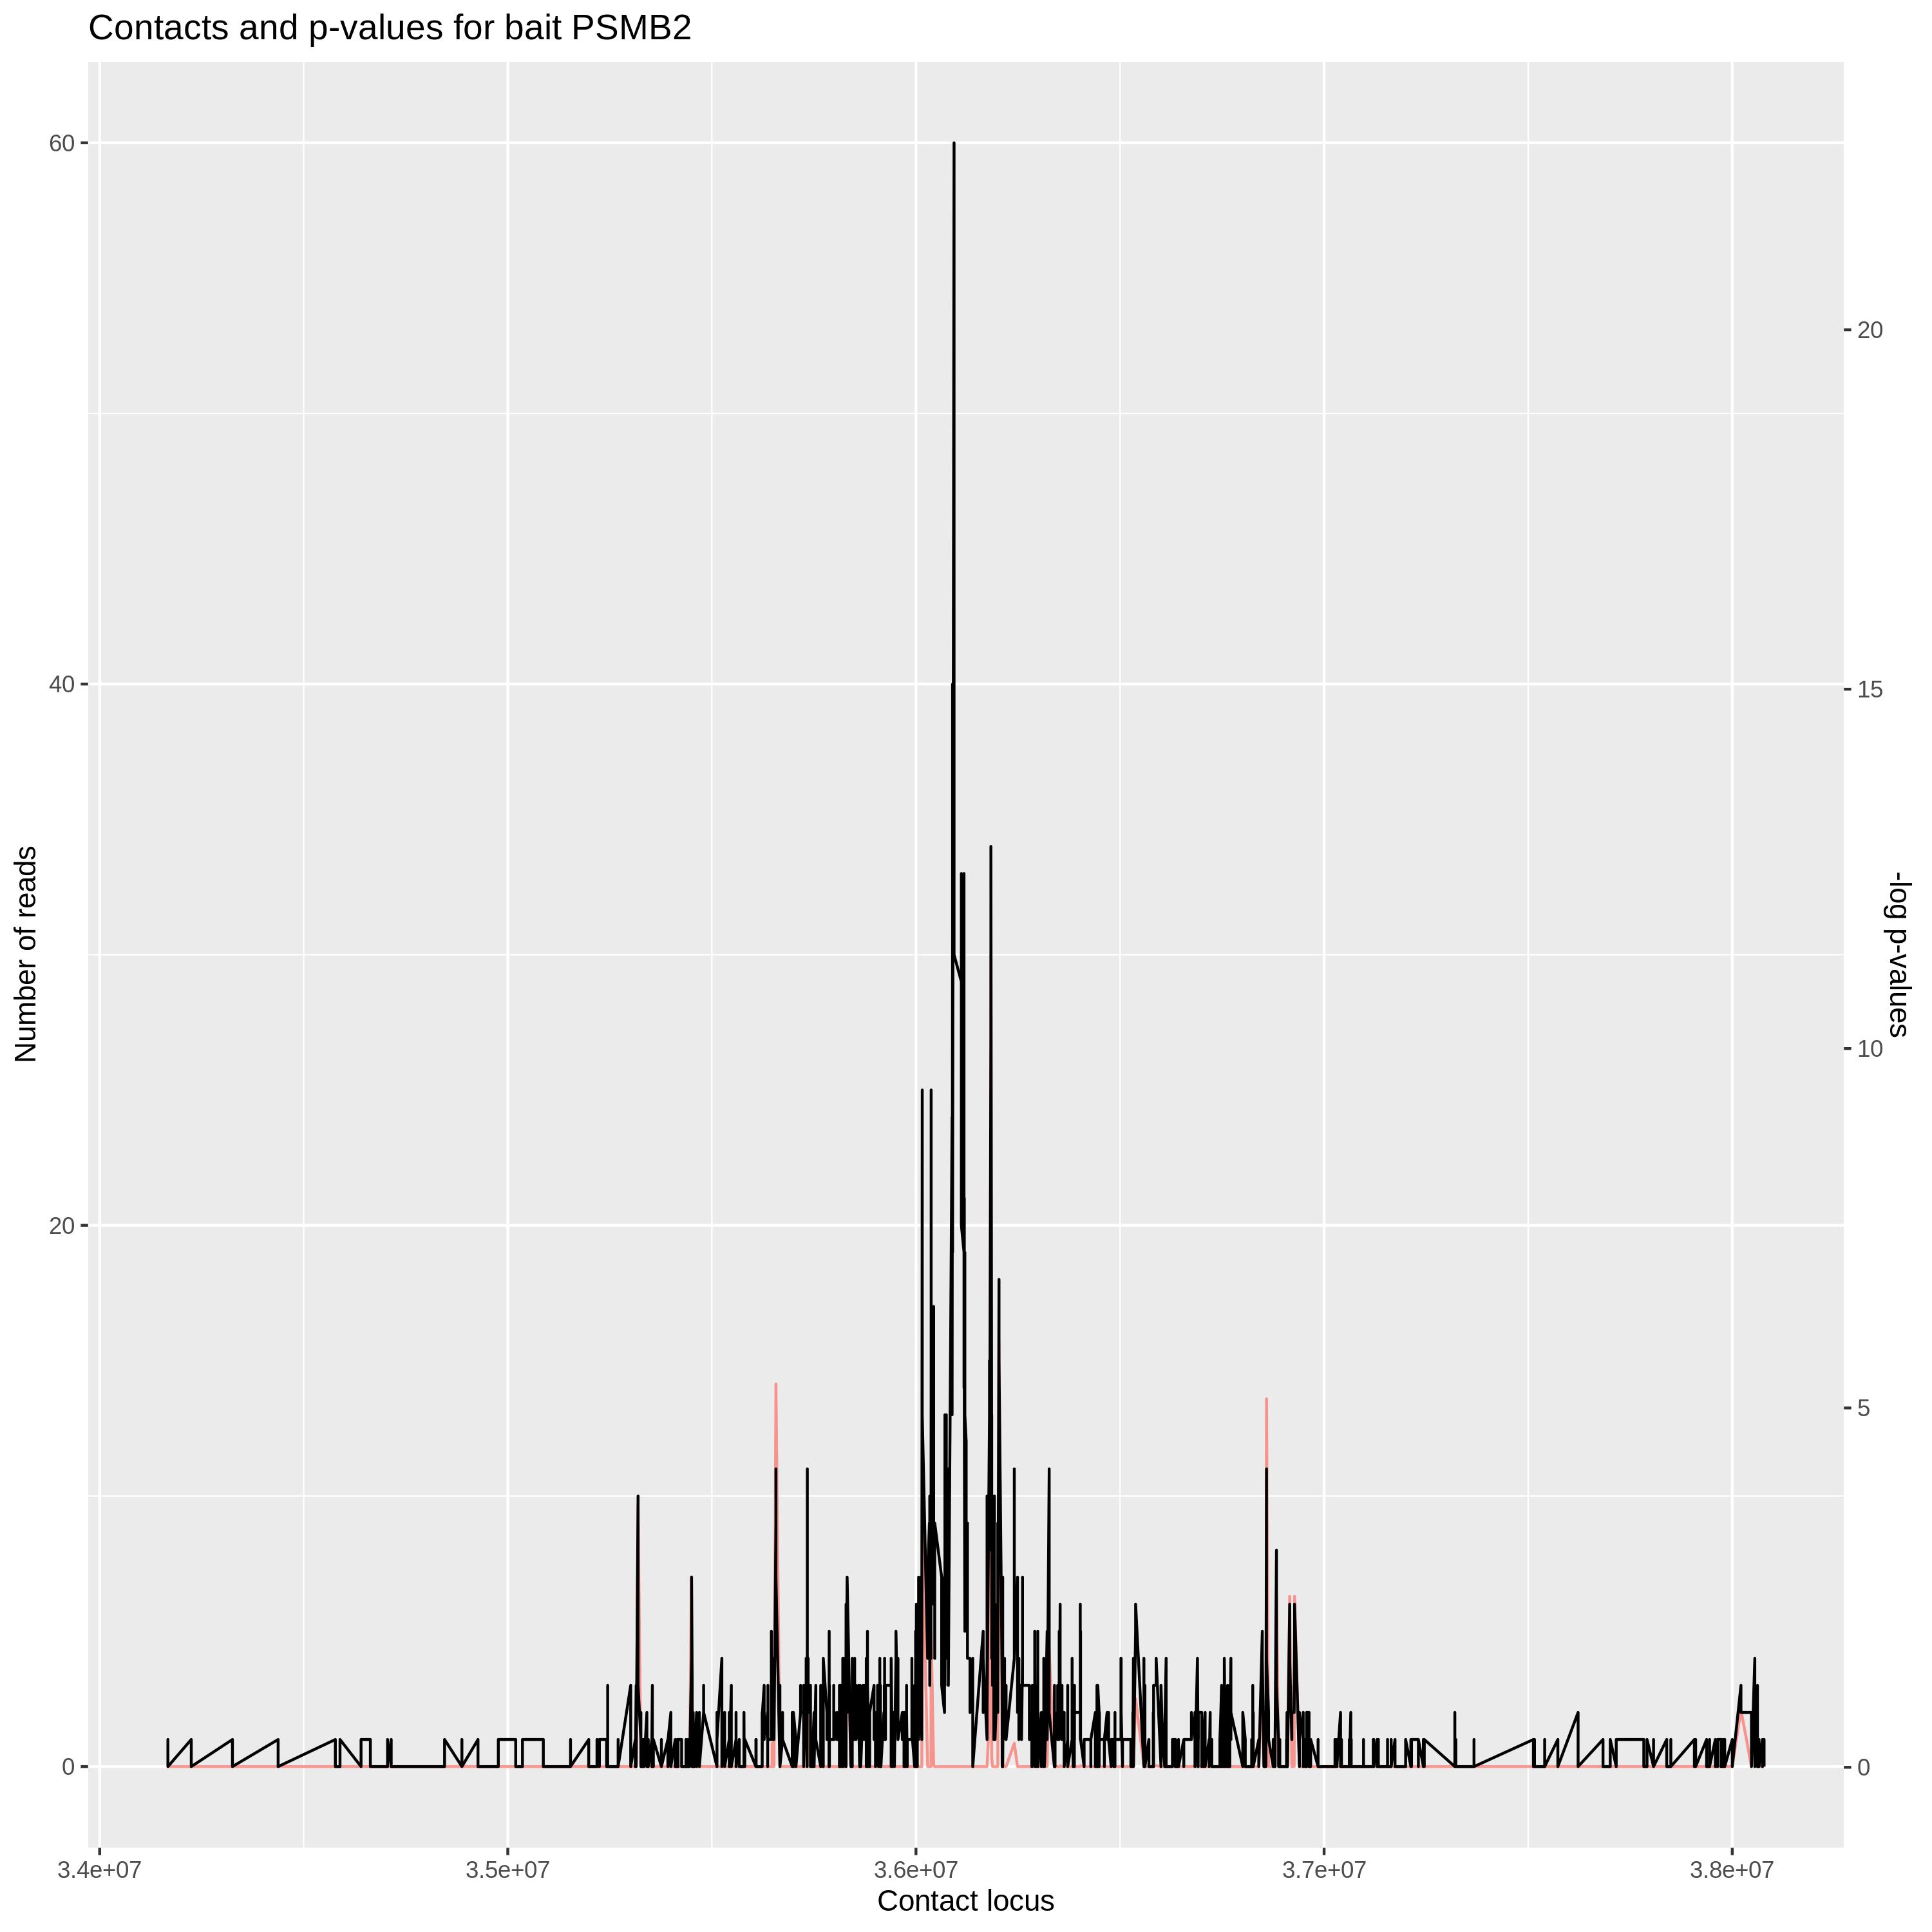 Contacts and p-values for bait PSMB2
60
40
20
0
Number of reads
20
15
10
5
0
-log p-values
3.4e+07
3.5e+07
3.6e+07
3.7e+07
3.8e+07
Contact locus